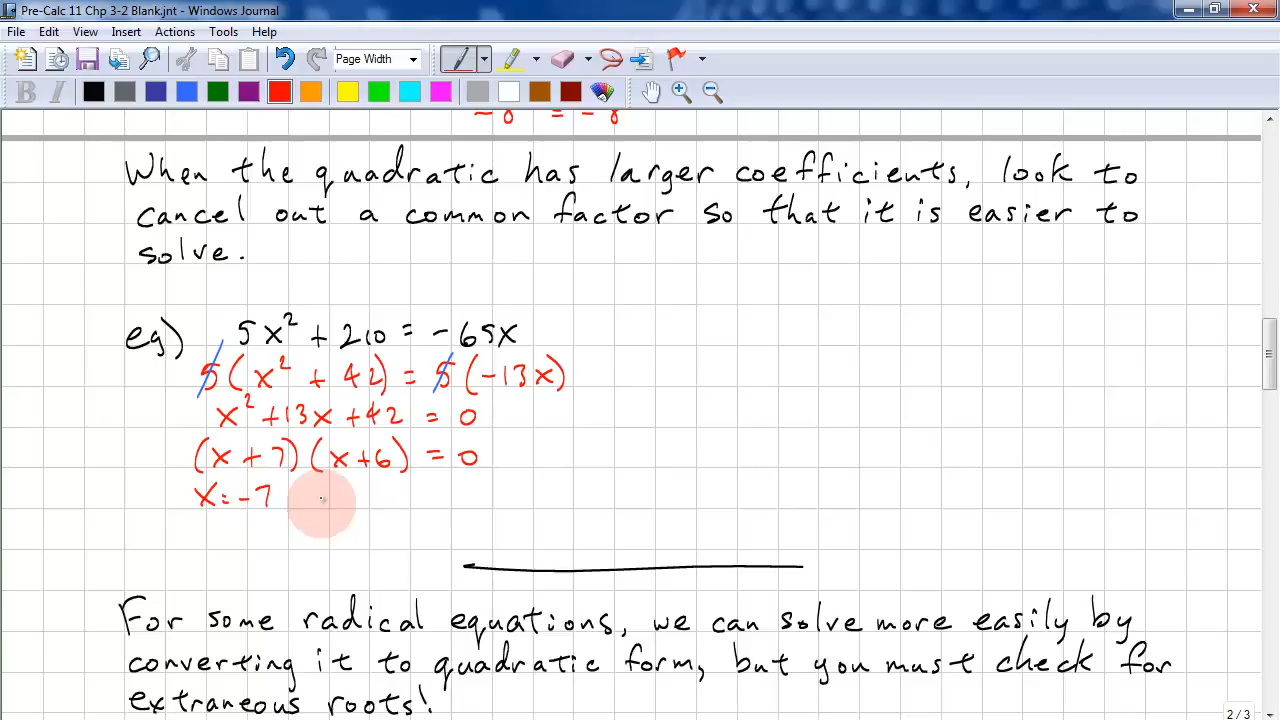 Pre-Calc 11 Chp 3-2 Blank.jnt - Windows Journal
File Edit View Insert Actions Tools Help
Page Width
B I
-8 = -8
When the quadratic has larger coefficients, look to
cancel out a common factor so that it is easier to
solve.
eg) 5x² + 210 = -65x
5(x² + 42) = 5(-13x)
x² +13x +42 = 0
(x + 7)(x+6) = 0
x = -7
For some radical equations, we can solve more easily by
converting it to quadratic form, but you must check for
extraneous roots!
2/3